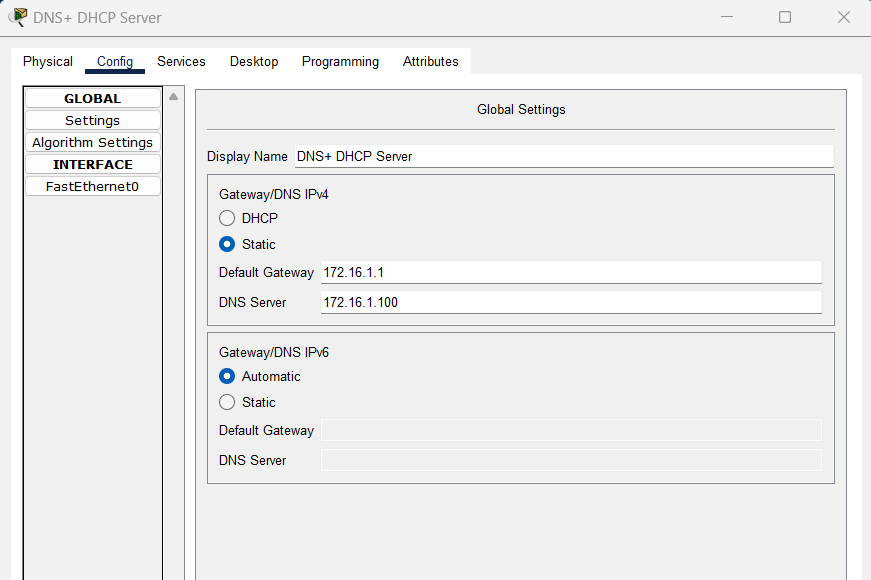 DNS+ DHCP Server
Physical Config Services Desktop Programming Attributes
GLOBAL
Settings
Algorithm Settings
INTERFACE
FastEthernet0
Global Settings
Display Name DNS+ DHCP Server
Gateway/DNS IPv4
DHCP
Static
Default Gateway 172.16.1.1
DNS Server 172.16.1.100
Gateway/DNS IPv6
Automatic
Static
Default Gateway
DNS Server